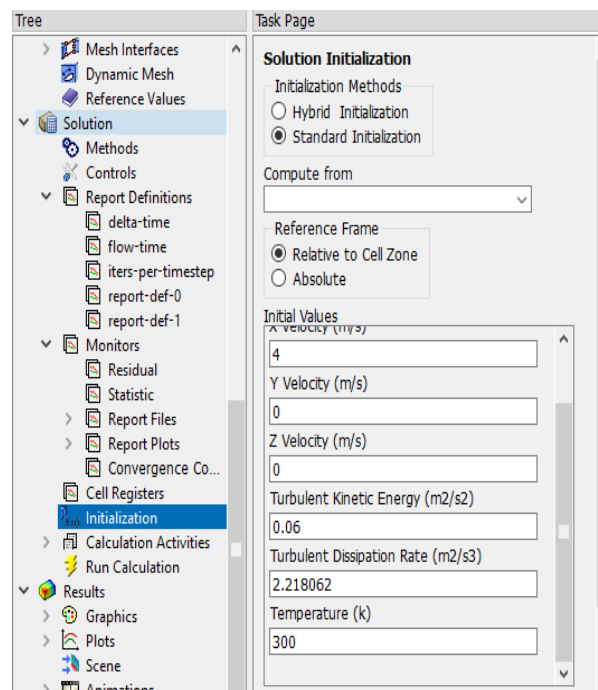 Tree
Mesh Interfaces
Dynamic Mesh
Reference Values
Solution
Methods
Controls
Report Definitions
delta-time
flow-time
iters-per-timestep
report-def-0
report-def-1
Monitors
Residual
Statistic
Report Files
Report Plots
Convergence Co...
Cell Registers
Initialization
Calculation Activities
Run Calculation
Results
Graphics
Plots
Scene
Animations
Task Page
Solution Initialization
Initialization Methods
Hybrid Initialization
Standard Initialization
Compute from
Reference Frame
Relative to Cell Zone
Absolute
Initial Values
X Velocity (m/s)
4
Y Velocity (m/s)
0
Z Velocity (m/s)
0
Turbulent Kinetic Energy (m2/s2)
0.06
Turbulent Dissipation Rate (m2/s3)
2.218062
Temperature (k)
300